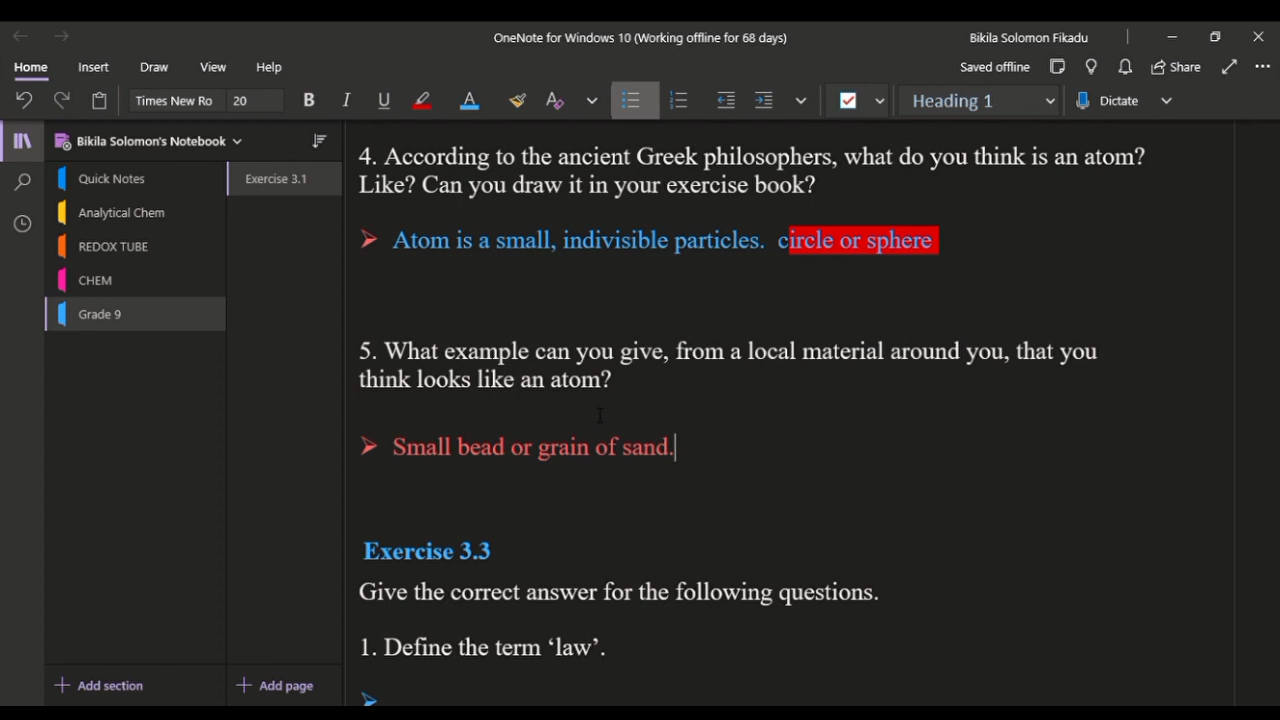 OneNote for Windows 10 (Working offline for 68 days)
Bikila Solomon Fikadu
Home
Insert
Draw
View
Help
Saved offline
Share
Times New Ro
20
B
I
U
A
Heading 1
Dictate
Bikila Solomon's Notebook
Quick Notes
Analytical Chem
REDOX TUBE
CHEM
Grade 9
Exercise 3.1
4. According to the ancient Greek philosophers, what do you think is an atom?
Like? Can you draw it in your exercise book?
Atom is a small, indivisible particles. circle or sphere
5. What example can you give, from a local material around you, that you
think looks like an atom?
Small bead or grain of sand.
Exercise 3.3
Give the correct answer for the following questions.
1. Define the term ‘law’.
Add section
Add page